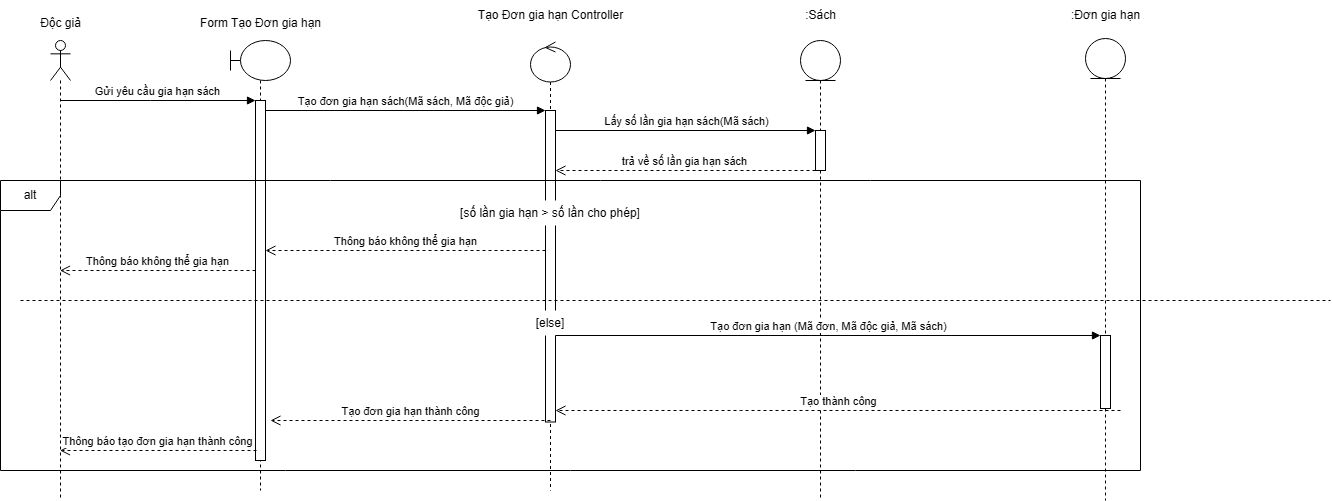 Độc giả
Form Tạo Đơn gia hạn
Tạo Đơn gia hạn Controller
:Sách
:Đơn gia hạn
Gửi yêu cầu gia hạn sách
Tạo đơn gia hạn sách(Mã sách, Mã độc giả)
Lấy số lần gia hạn sách(Mã sách)
trả về số lần gia hạn sách
alt
[số lần gia hạn > số lần cho phép]
Thông báo không thể gia hạn
Thông báo không thể gia hạn
[else]
Tạo đơn gia hạn (Mã đơn, Mã độc giả, Mã sách)
Tạo thành công
Tạo đơn gia hạn thành công
Thông báo tạo đơn gia hạn thành công